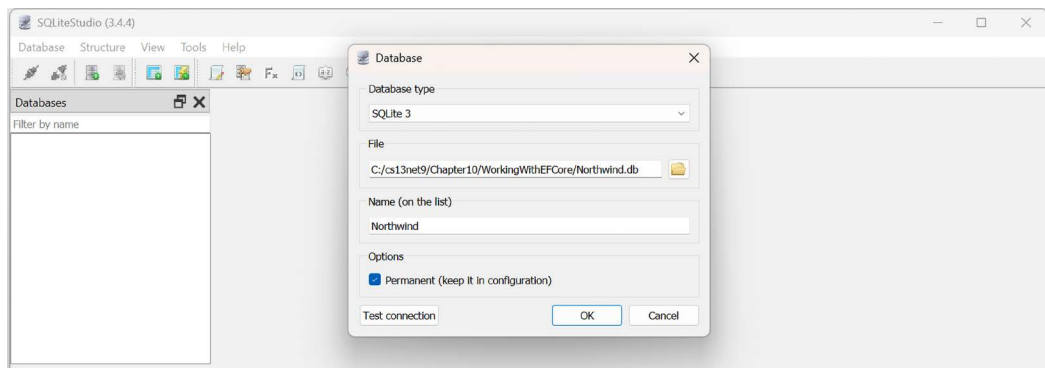 SQLiteStudio (3.4.4)
Database Structure View Tools Help
Databases
Filter by name
Database
Database type
SQLite 3
File
C:/cs13net9/Chapter10/WorkingWithEFCore/Northwind.db
Name (on the list)
Northwind
Options
Permanent (keep it in configuration)
Test connection OK Cancel